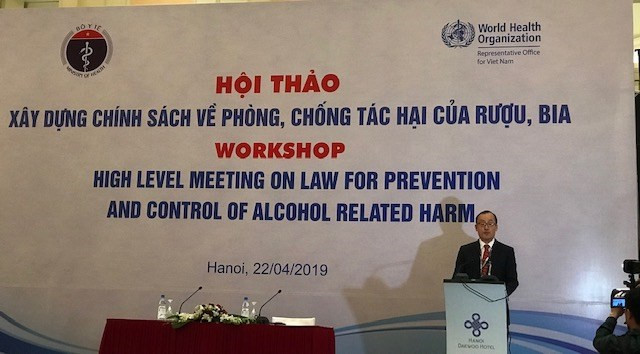 BỘ Y TẾ
MINISTRY OF HEALTH
World Health
Organization
Representative Office
for Viet Nam
HỘI THẢO
XÂY DỰNG CHÍNH SÁCH VỀ PHÒNG, CHỐNG TÁC HẠI CỦA RƯỢU, BIA
WORKSHOP
HIGH LEVEL MEETING ON LAW FOR PREVENTION
AND CONTROL OF ALCOHOL RELATED HARM
Hanoi, 22/04/2019
HANOI
DAEWOO HOTEL